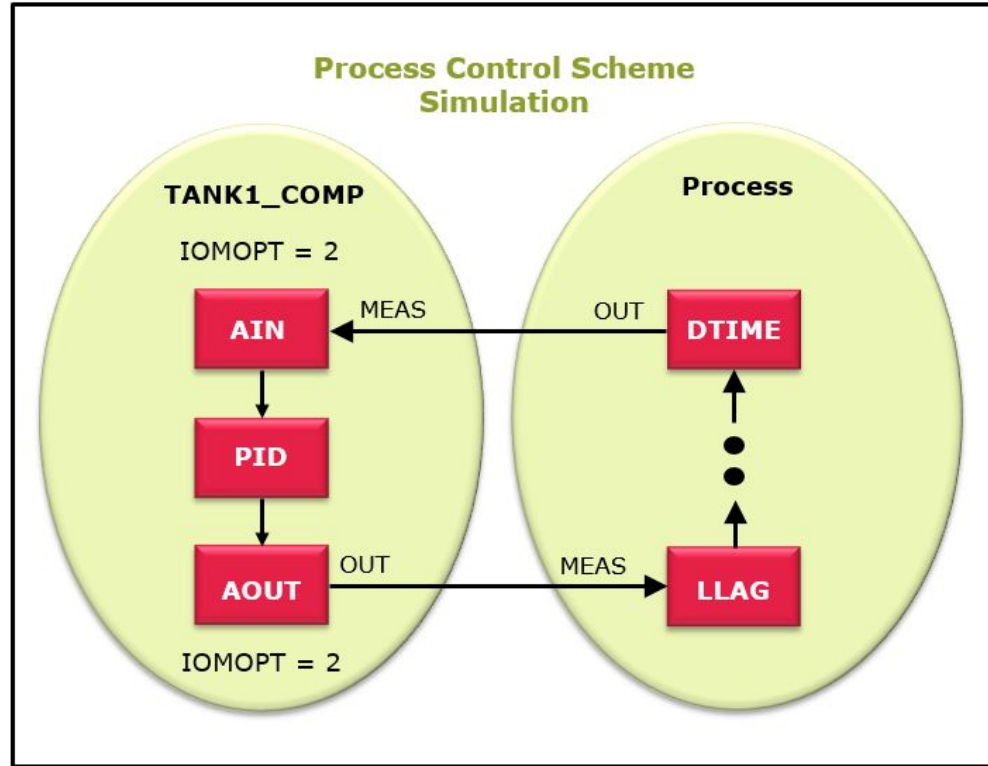 Process Control Scheme
Simulation
TANK1_COMP
IOMOPT = 2
AIN
PID
AOUT
IOMOPT = 2
MEAS
OUT
OUT
MEAS
Process
DTIME
LLAG